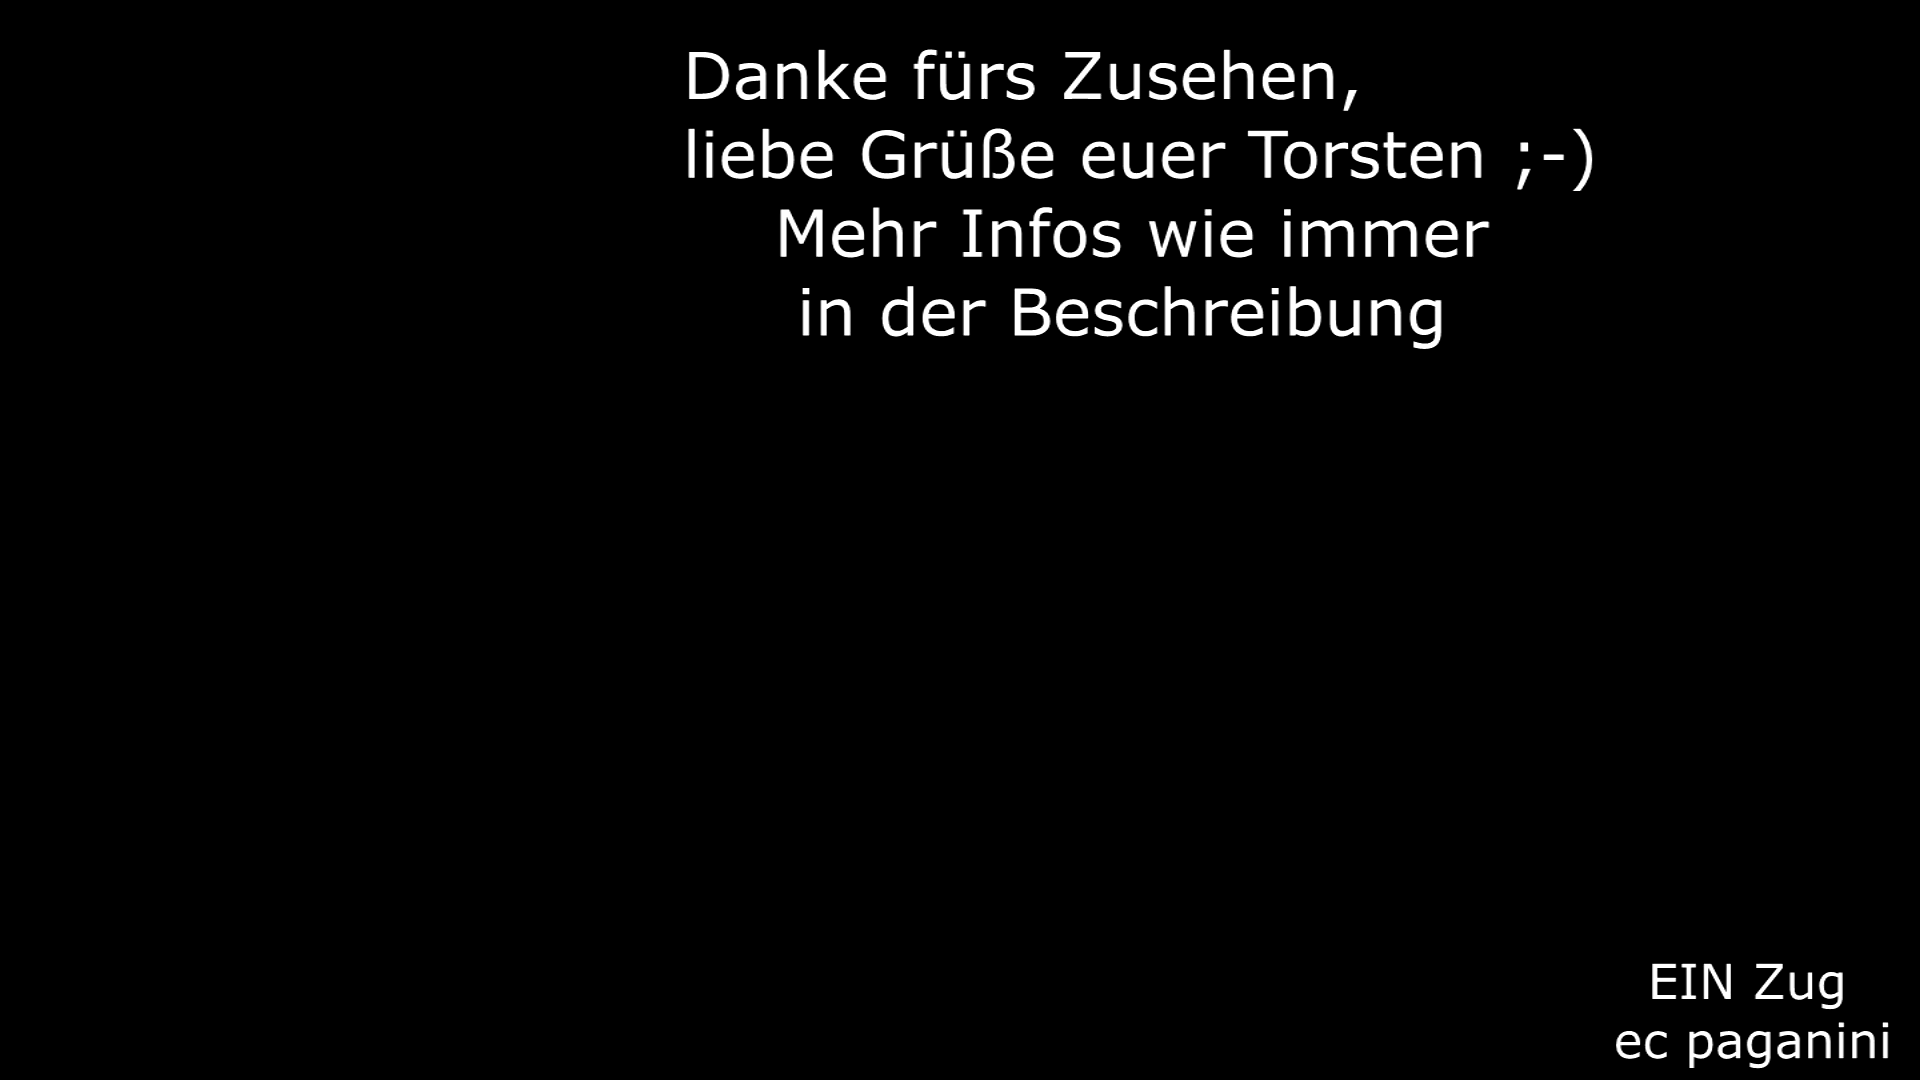 Danke fürs Zusehen,
liebe Grüße euer Torsten ;-)
Mehr Infos wie immer
in der Beschreibung
EIN Zug
ec paganini